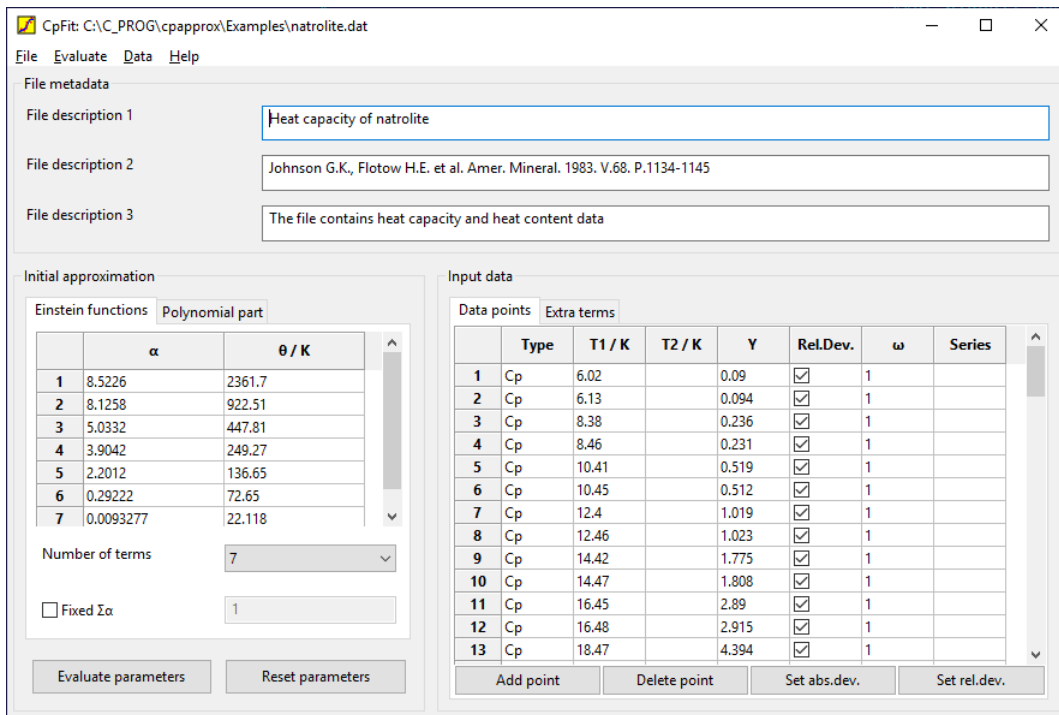 CpFit: C:\C_PROG\cpapprox\Examples\natrolite.dat
File Evaluate Data Help
File metadata
File description 1 Heat capacity of natrolite
File description 2 Johnson G.K., Flotow H.E. et al. Amer. Mineral. 1983. V.68. P.1134-1145
File description 3 The file contains heat capacity and heat content data
Initial approximation
Einstein functions Polynomial part
α θ / K
1 8.5226 2361.7
2 8.1258 922.51
3 5.0332 447.81
4 3.9042 249.27
5 2.2012 136.65
6 0.29222 72.65
7 0.0093277 22.118
Number of terms 7
Fixed Σα 1
Evaluate parameters Reset parameters
Input data
Data points Extra terms
Type T1 / K T2 / K Y Rel.Dev. ω Series
1 Cp 6.02 0.09 1
2 Cp 6.13 0.094 1
3 Cp 8.38 0.236 1
4 Cp 8.46 0.231 1
5 Cp 10.41 0.519 1
6 Cp 10.45 0.512 1
7 Cp 12.4 1.019 1
8 Cp 12.46 1.023 1
9 Cp 14.42 1.775 1
10 Cp 14.47 1.808 1
11 Cp 16.45 2.89 1
12 Cp 16.48 2.915 1
13 Cp 18.47 4.394 1
Add point Delete point Set abs.dev. Set rel.dev.